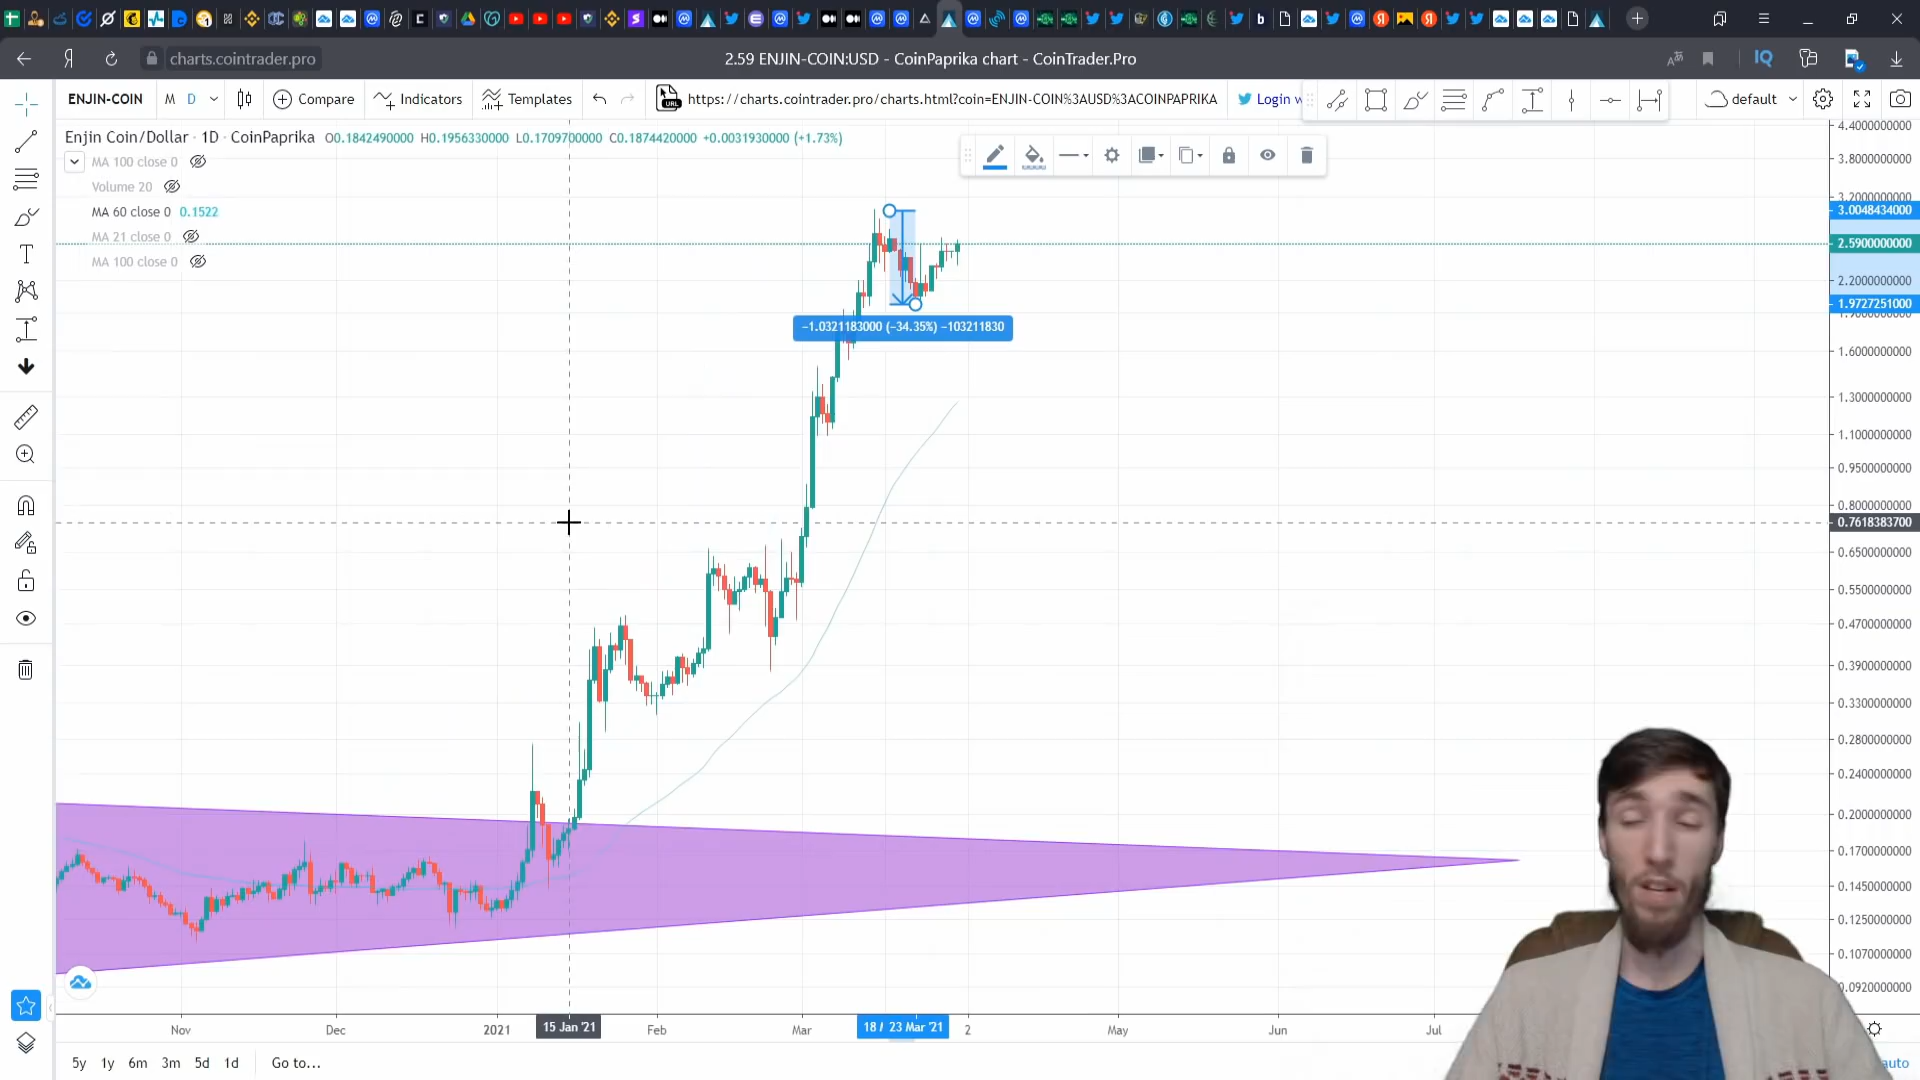 charts.cointrader.pro
2.59 ENJIN-COIN:USD - CoinPaprika chart - CoinTrader.Pro
IQ
ENJIN-COIN M D Compare Indicators Templates URL https://charts.cointrader.pro/charts.html?coin=ENJIN-COIN%3AUSD%3ACOINPAPRIKA Login w default
Enjin Coin/Dollar · 1D · CoinPaprika O0.1842490000 H0.1956330000 L0.1709700000 C0.1874420000 +0.0031930000 (+1.73%)
MA 100 close 0
Volume 20
MA 60 close 0 0.1522
MA 21 close 0
MA 100 close 0
−1.0321183000 (−34.35%) −103211830
4.4000000000
3.8000000000
3.2000000000
3.0048434000
2.5900000000
2.2000000000
1.9727251000
1.6000000000
1.3000000000
1.1000000000
0.9500000000
0.8000000000
0.7618383700
0.6500000000
0.5500000000
0.4700000000
0.3900000000
0.3300000000
0.2800000000
0.2400000000
0.2000000000
0.1700000000
0.1450000000
0.1250000000
0.1070000000
0.0920000000
Nov Dec 2021 15 Jan '21 Feb Mar 18 / 23 Mar '21 2 May Jun Jul
5y 1y 6m 3m 5d 1d Go to... auto